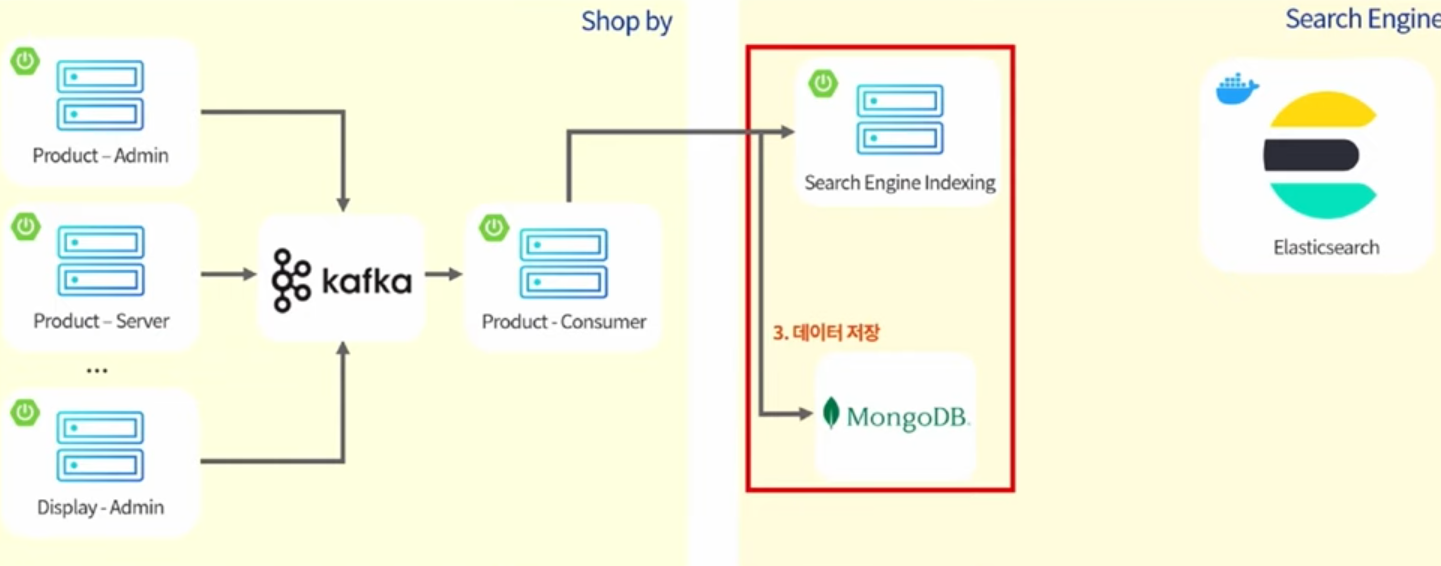 Shop by
Search Engine
Product – Admin
Search Engine Indexing
Elasticsearch
Product – Server
kafka
Product - Consumer
3. 데이터 저장
...
MongoDB.
Display - Admin